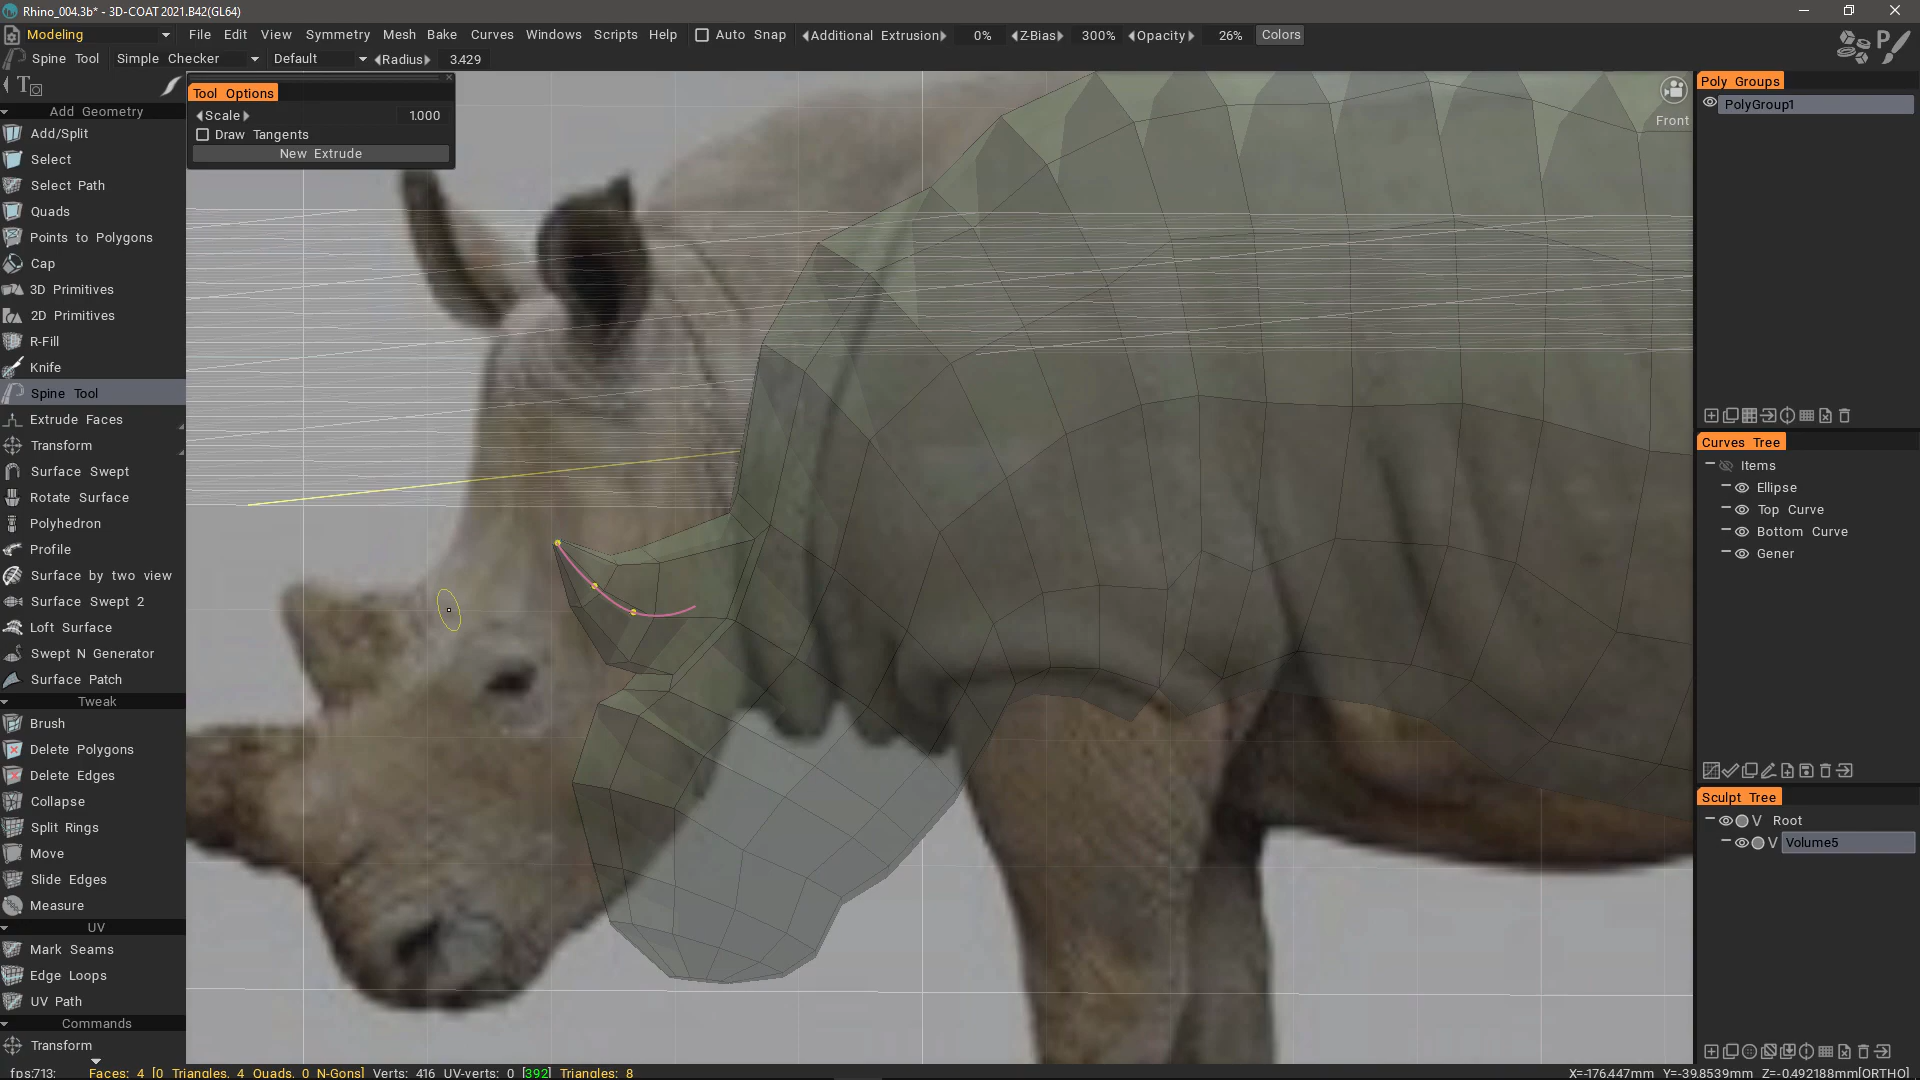 Rhino_004.3b* - 3D-COAT 2021.B42(GL64)
Modeling File Edit View Symmetry Mesh Bake Curves Windows Scripts Help Auto Snap Additional Extrusion 0% Z-Bias 300% Opacity 26% Colors
Spine Tool Simple Checker Default Radius 3.429
Tool Options
Scale 1.000
Draw Tangents
New Extrude
Add Geometry
Add/Split
Select
Select Path
Quads
Points to Polygons
Cap
3D Primitives
2D Primitives
R-Fill
Knife
Spine Tool
Extrude Faces
Transform
Surface Swept
Rotate Surface
Polyhedron
Profile
Surface by two view
Surface Swept 2
Loft Surface
Swept N Generator
Surface Patch
Tweak
Brush
Delete Polygons
Delete Edges
Collapse
Split Rings
Move
Slide Edges
Measure
UV
Mark Seams
Edge Loops
UV Path
Commands
Transform
Front
Poly Groups
PolyGroup1
Curves Tree
Items
Ellipse
Top Curve
Bottom Curve
Gener
Sculpt Tree
V Root
V Volume5
fps:713; Faces: 4 [0 Triangles, 4 Quads, 0 N-Gons] Verts: 416 UV-verts: 0 [392] Triangles: 8 X=-176.447mm Y=-39.8539mm Z=-0.492188mm[ORTHO]